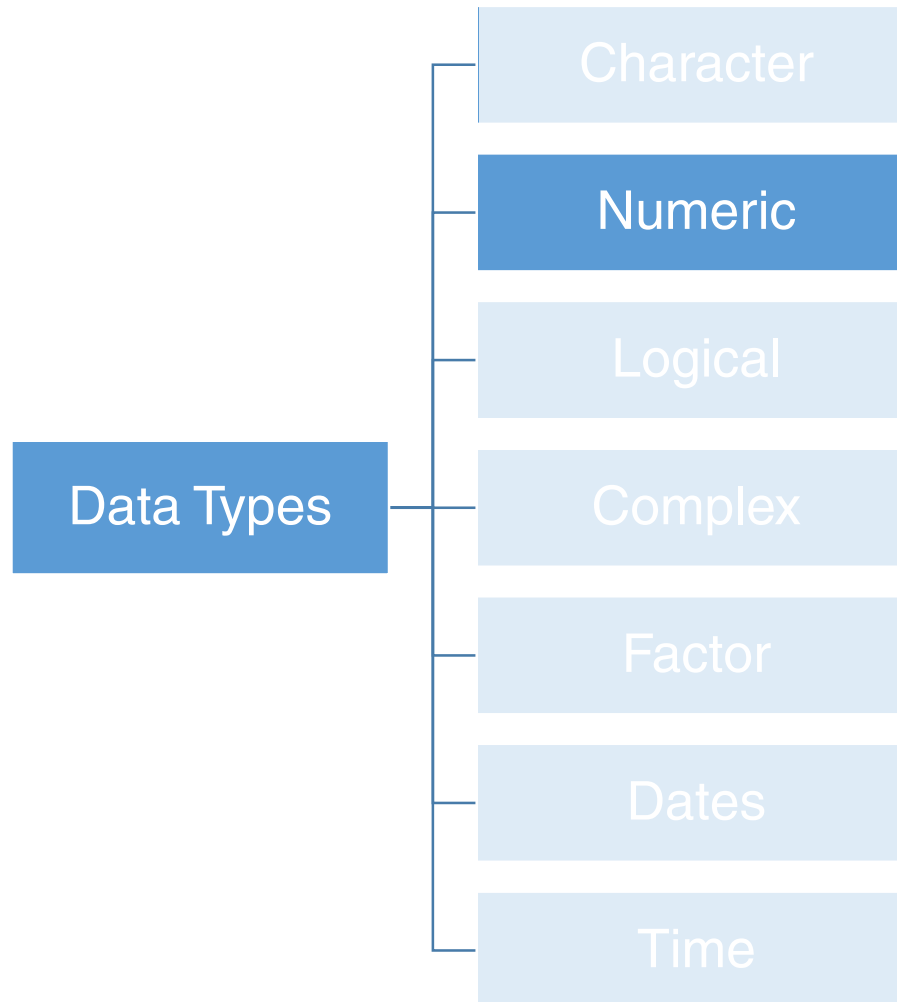 Character
Numeric
Logical
Data Types
Complex
Factor
Dates
Time